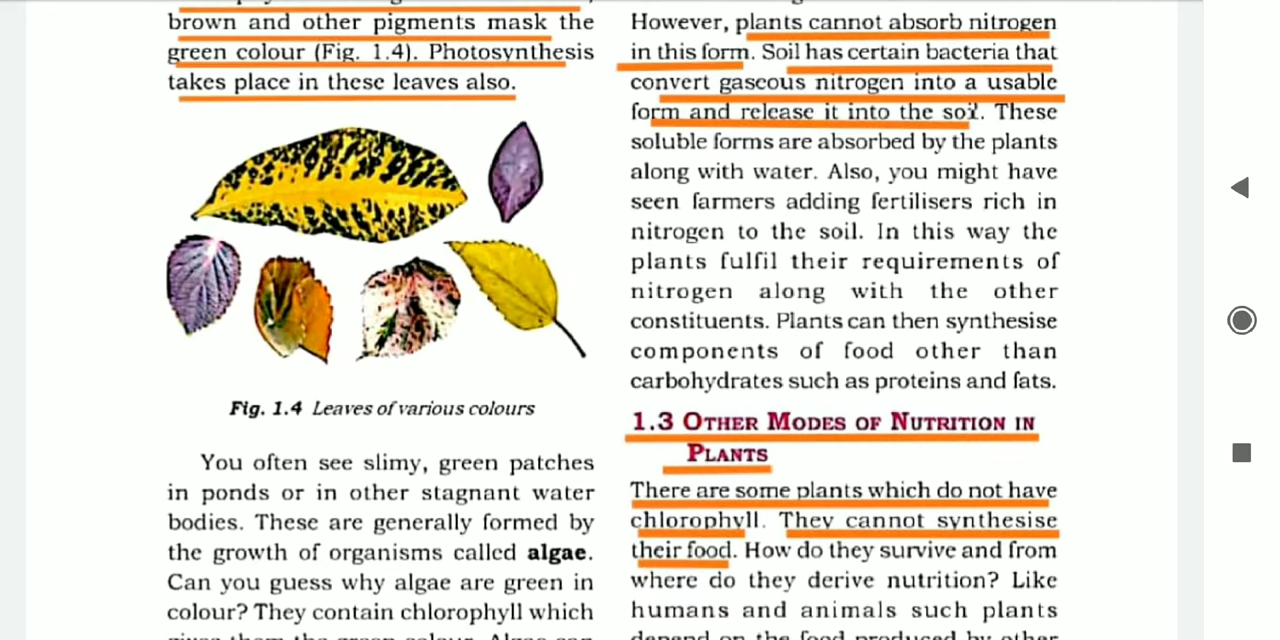 brown and other pigments mask the
green colour (Fig. 1.4). Photosynthesis
takes place in these leaves also.
Fig. 1.4 Leaves of various colours
You often see slimy, green patches
in ponds or in other stagnant water
bodies. These are generally formed by
the growth of organisms called algae.
Can you guess why algae are green in
colour? They contain chlorophyll which
However, plants cannot absorb nitrogen
in this form. Soil has certain bacteria that
convert gaseous nitrogen into a usable
form and release it into the soil. These
soluble forms are absorbed by the plants
along with water. Also, you might have
seen farmers adding fertilisers rich in
nitrogen to the soil. In this way the
plants fulfil their requirements of
nitrogen along with the other
constituents. Plants can then synthesise
components of food other than
carbohydrates such as proteins and fats.
1.3 OTHER MODES OF NUTRITION IN
PLANTS
There are some plants which do not have
chlorophyll. They cannot synthesise
their food. How do they survive and from
where do they derive nutrition? Like
humans and animals such plants
depend on the food produced by other